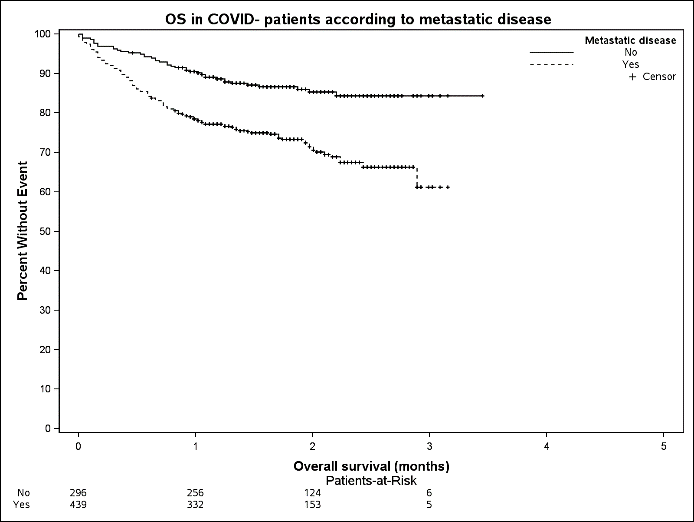 OS in COVID- patients according to metastatic disease
Metastatic disease
No
Yes
+ Censor
Percent Without Event
100
90
80
70
60
50
40
30
20
10
0
0 1 2 3 4 5
Overall survival (months)
Patients-at-Risk
No 296 256 124 6
Yes 439 332 153 5